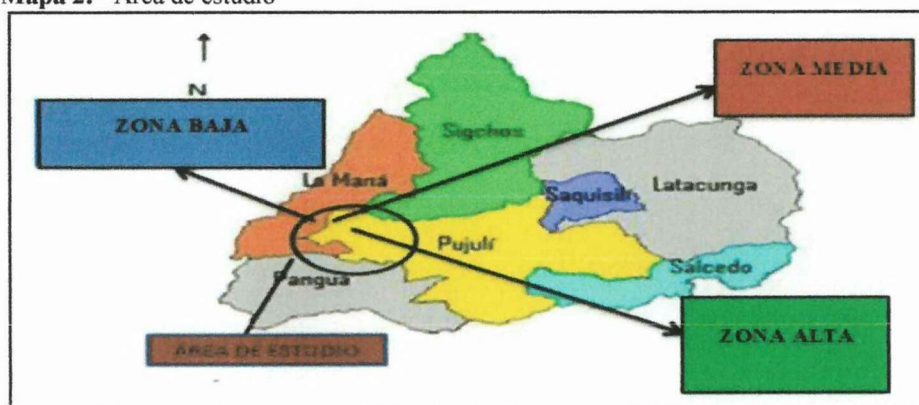 Mapa 2. Área de estudio
N
ZONA MEDIA
ZONA BAJA
Sigchos
La Maná
Saquisilí
Latacunga
Pujulí
Salcedo
Pangua
ÁREA DE ESTUDIO
ZONA ALTA